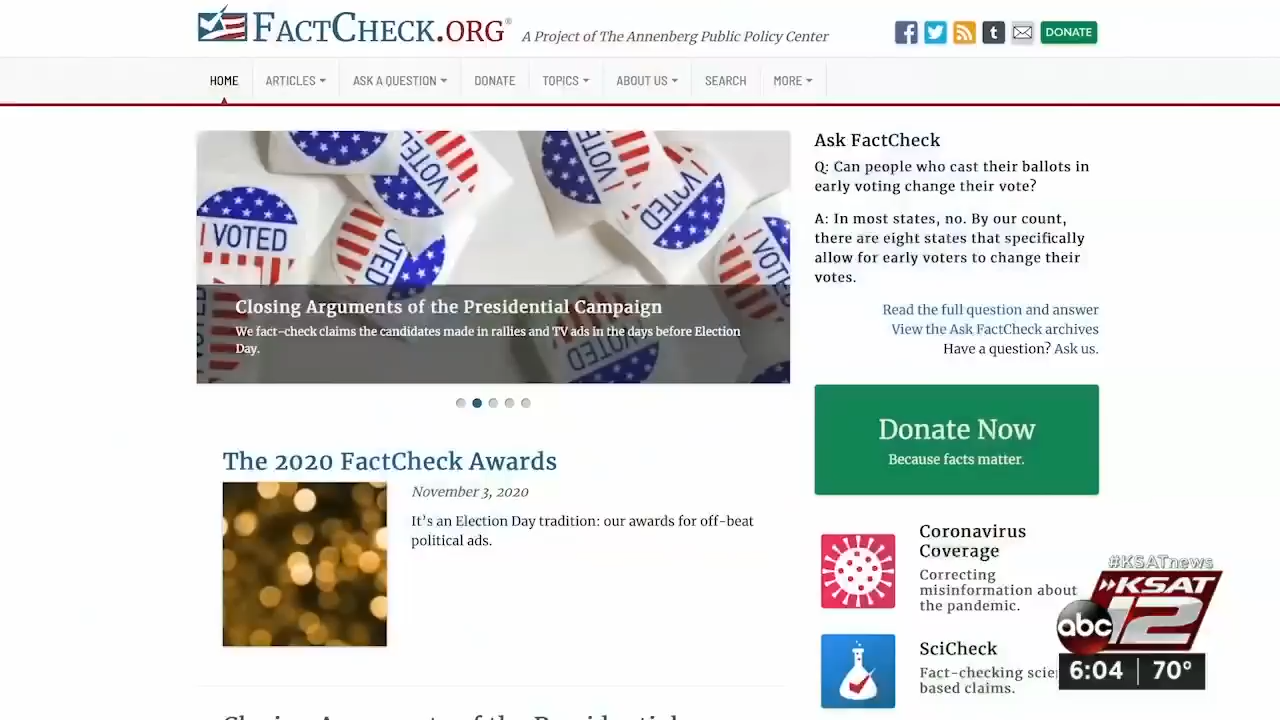 FACTCHECK.ORG®
A Project of The Annenberg Public Policy Center
DONATE
HOME
ARTICLES
ASK A QUESTION
DONATE
TOPICS
ABOUT US
SEARCH
MORE
I VOTED
I VOTED
VOTED
I VOTED
VOTED
I VOTED
VOTED
Closing Arguments of the Presidential Campaign
We fact-check claims the candidates made in rallies and TV ads in the days before Election
Day.
The 2020 FactCheck Awards
November 3, 2020
It's an Election Day tradition: our awards for off-beat
political ads.
Ask FactCheck
Q: Can people who cast their ballots in
early voting change their vote?
A: In most states, no. By our count,
there are eight states that specifically
allow for early voters to change their
votes.
Read the full question and answer
View the Ask FactCheck archives
Have a question? Ask us.
Donate Now
Because facts matter.
Coronavirus
Coverage
Correcting
misinformation about
the pandemic.
SciCheck
Fact-checking
based claims.
#KSATnews
KSAT
abc 12
6:04 70°